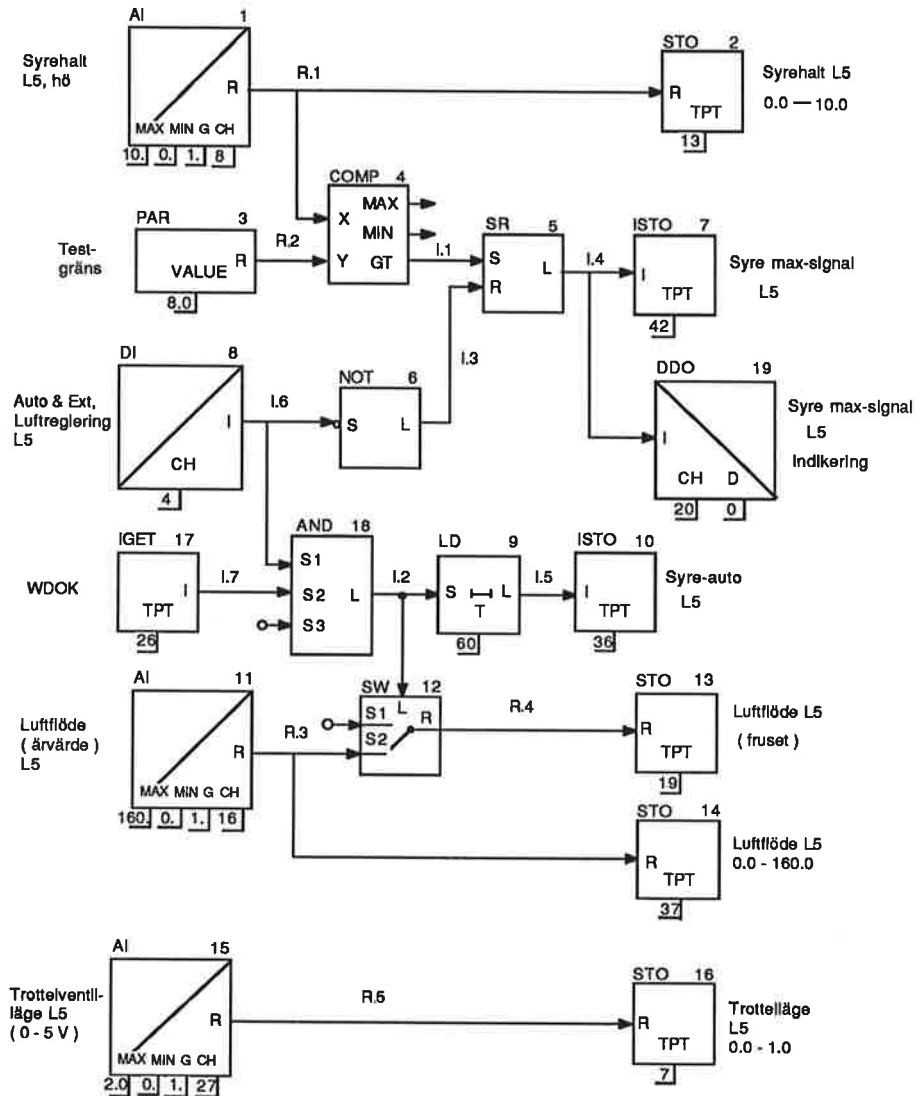 AI 1
Syrehalt
L5, hö
R
MAX MIN G CH
10. 0. 1. 8
R.1
STO 2
R
TPT
13
Syrehalt L5
0.0 — 10.0
COMP 4
X
Y
MAX
MIN
GT
PAR 3
Test-
gräns
R
VALUE
8.0
R.2
I.1
SR 5
S
R
L
I.4
ISTO 7
I
TPT
42
Syre max-signal
L5
I.3
DI 8
Auto & Ext,
Luftreglering
L5
I
CH
4
I.6
NOT 6
S L
DDO 19
I
CH D
20 0
Syre max-signal
L5
Indikering
IGET 17
WDOK
I
TPT
26
I.7
AND 18
S1
S2 L
S3
I.2
LD 9
S L
T
60
I.5
ISTO 10
I
TPT
36
Syre-auto
L5
AI 11
Luftflöde
( ärvärde )
L5
R
MAX MIN G CH
160. 0. 1. 16
R.3
SW 12
L
S1 R
S2
R.4
STO 13
R
TPT
19
Luftflöde L5
( fruset )
STO 14
R
TPT
37
Luftflöde L5
0.0 - 160.0
AI 15
Trottelventil-
läge L5
( 0 - 5 V )
R
MAX MIN G CH
2.0 0. 1. 27
R.5
STO 16
R
TPT
7
Trottelläge
L5
0.0 - 1.0